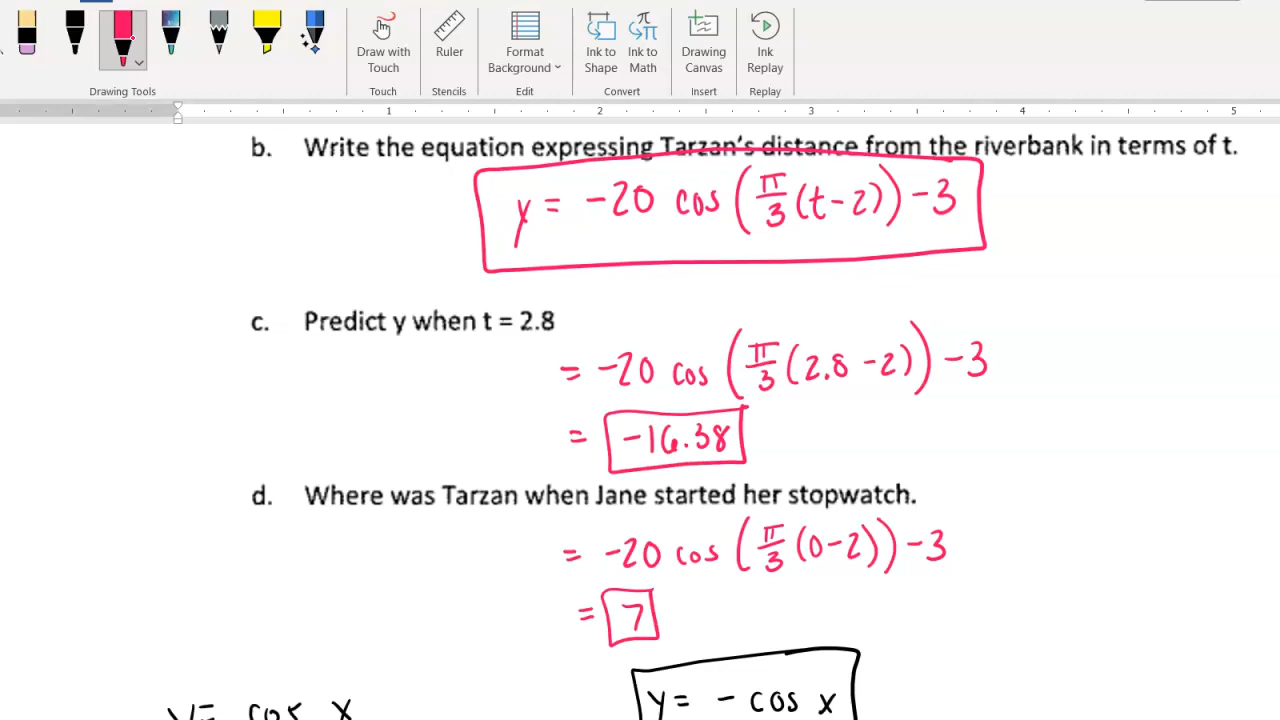 Draw with Touch
Ruler
Format Background
Ink to Shape
Ink to Math
Drawing Canvas
Ink Replay
Drawing Tools
Touch
Stencils
Edit
Convert
Insert
Replay
1 2 3 4 5
b. Write the equation expressing Tarzan's distance from the riverbank in terms of t.
y = -20 cos(π/3(t-2)) -3
c. Predict y when t = 2.8
= -20 cos(π/3(2.8-2)) -3
= -16.38
d. Where was Tarzan when Jane started her stopwatch.
= -20 cos(π/3(0-2)) -3
= 7
y = - cos x
y = cos x